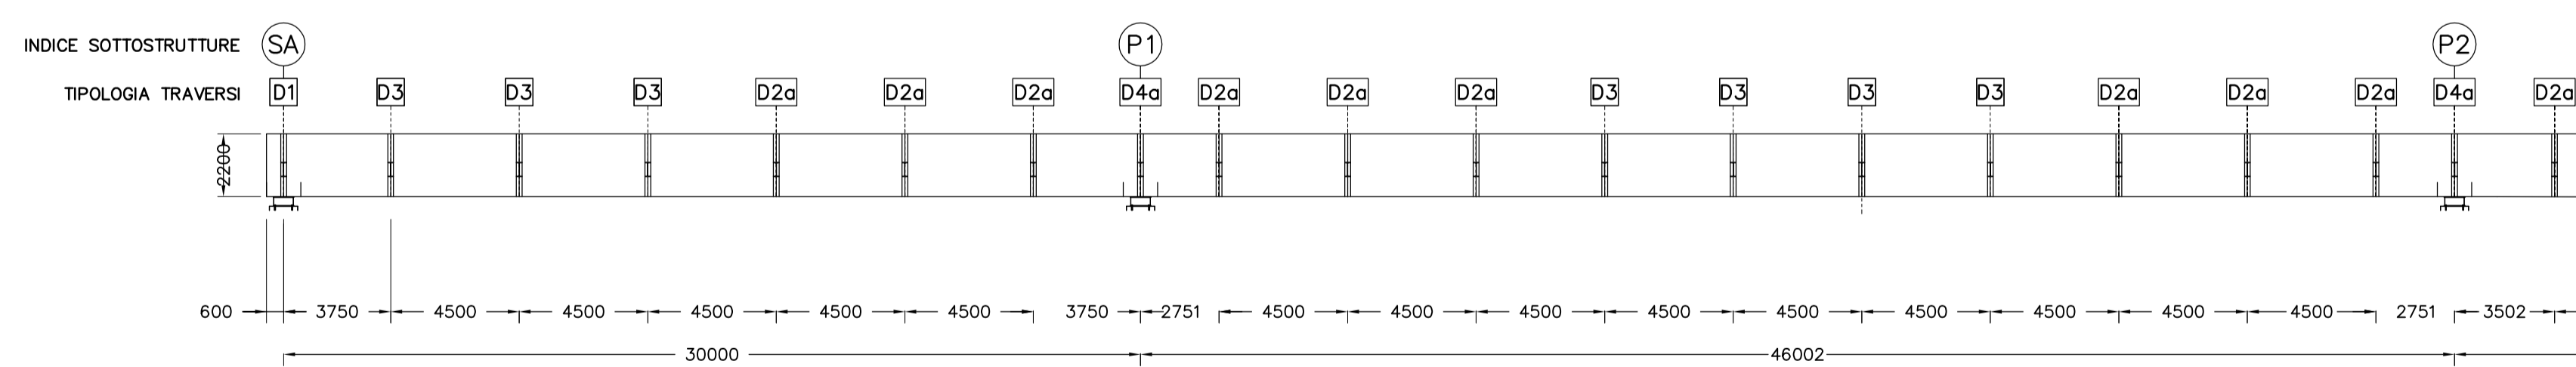 INDICE SOTTOSTRUTTURE SA P1 P2
TIPOLOGIA TRAVERSI D1 D3 D3 D3 D2a D2a D2a D4a D2a D2a D2a D3 D3 D3 D3 D2a D2a D2a D4a D2a
2200
600 3750 4500 4500 4500 4500 4500 3750 2751 4500 4500 4500 4500 4500 4500 4500 4500 4500 2751 3502
30000 46002